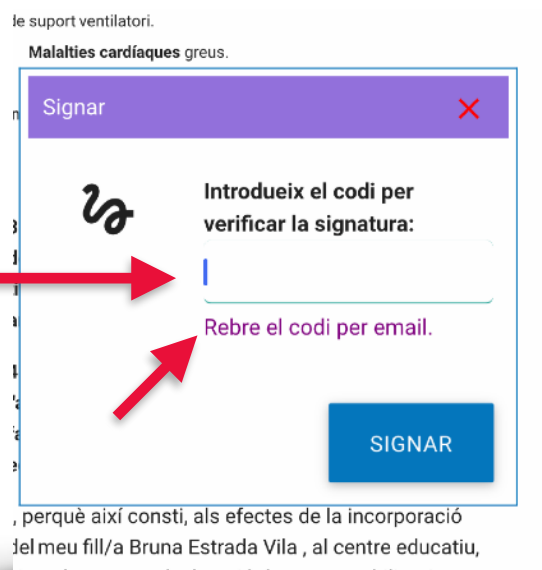 de suport ventilatori.
Malalties cardíaques greus.
Signar
Introdueix el codi per
verificar la signatura:
Rebre el codi per email.
SIGNAR
, perquè així consti, als efectes de la incorporació
del meu fill/a Bruna Estrada Vila , al centre educatiu,